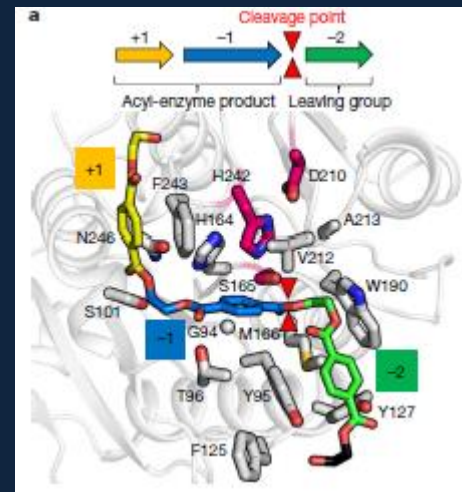 a
Cleavage point
+1
−1
−2
Acyl-enzyme product
Leaving group
+1
F243
H242
D210
H164
A213
N246
V212
S165
W190
S101
−1
G94
M166
−2
T96
Y95
Y127
F125